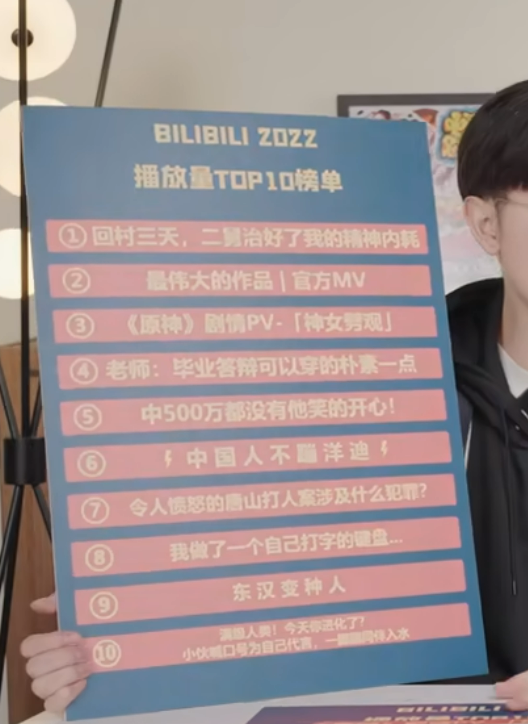 BILIBILI 2022
播放量TOP10榜单
① 回村三天，二舅治好了我的精神内耗
② 最伟大的作品 | 官方MV
③ 《原神》剧情PV-「神女劈观」
④ 老师：毕业答辩可以穿的朴素一点
⑤ 中500万都没有他笑的开心！
⑥ ⚡中国人不蹦洋迪⚡
⑦ 令人愤怒的唐山打人案涉及什么犯罪？
⑧ 我做了一个自己打字的键盘...
⑨ 东汉变种人
⑩ 满脑人类！今天你进化了？
小伙喊口号为自己代言，一脚踹同伴入水
BILIBILI